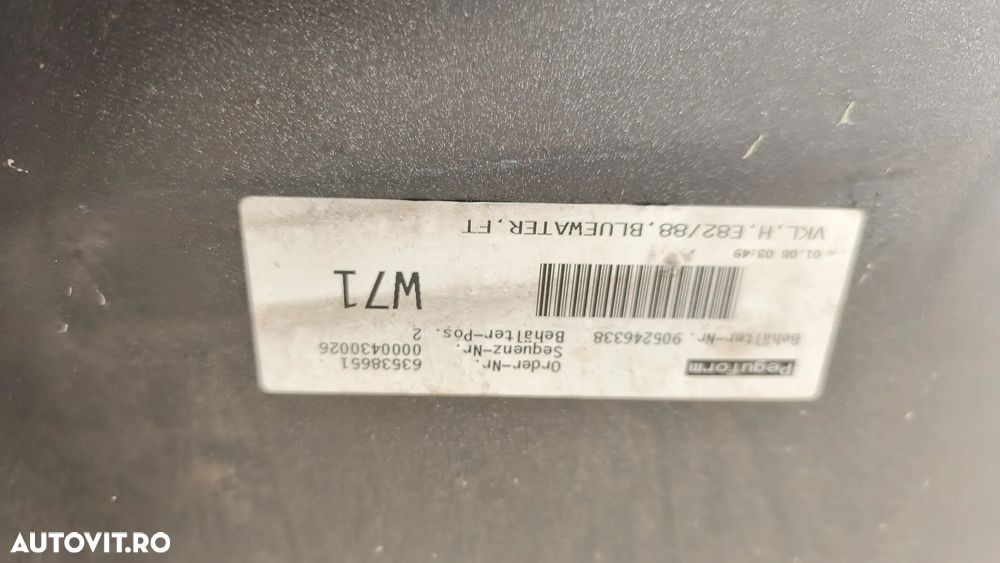 Peguform
Order-Nr. 63538651
Sequenz-Nr. 0000430026
Behälter-Nr. 905246338
Behälter-Pos. 2
W71
01.08 03:49
VKL,H,E82/88,BLUEWATER,FT
AUTOVIT.RO